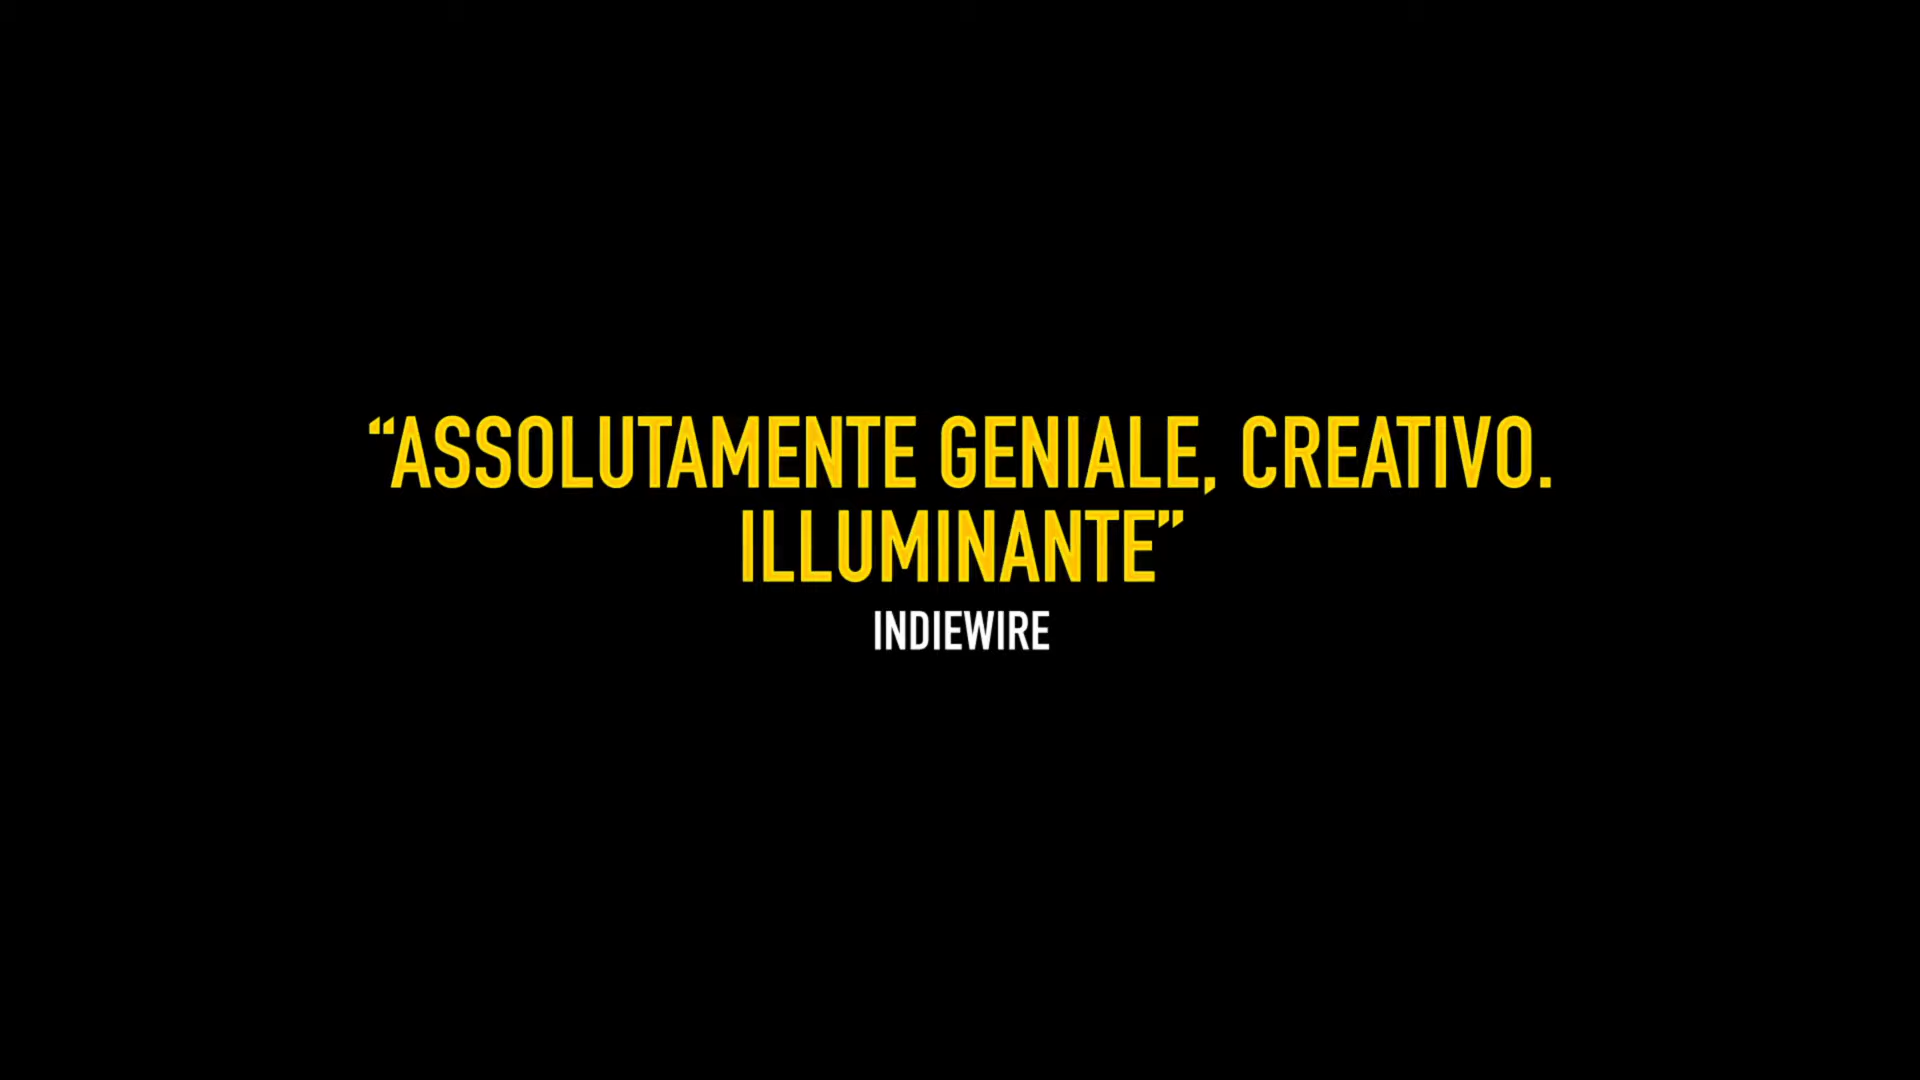 “ASSOLUTAMENTE GENIALE, CREATIVO.
ILLUMINANTE”
INDIEWIRE